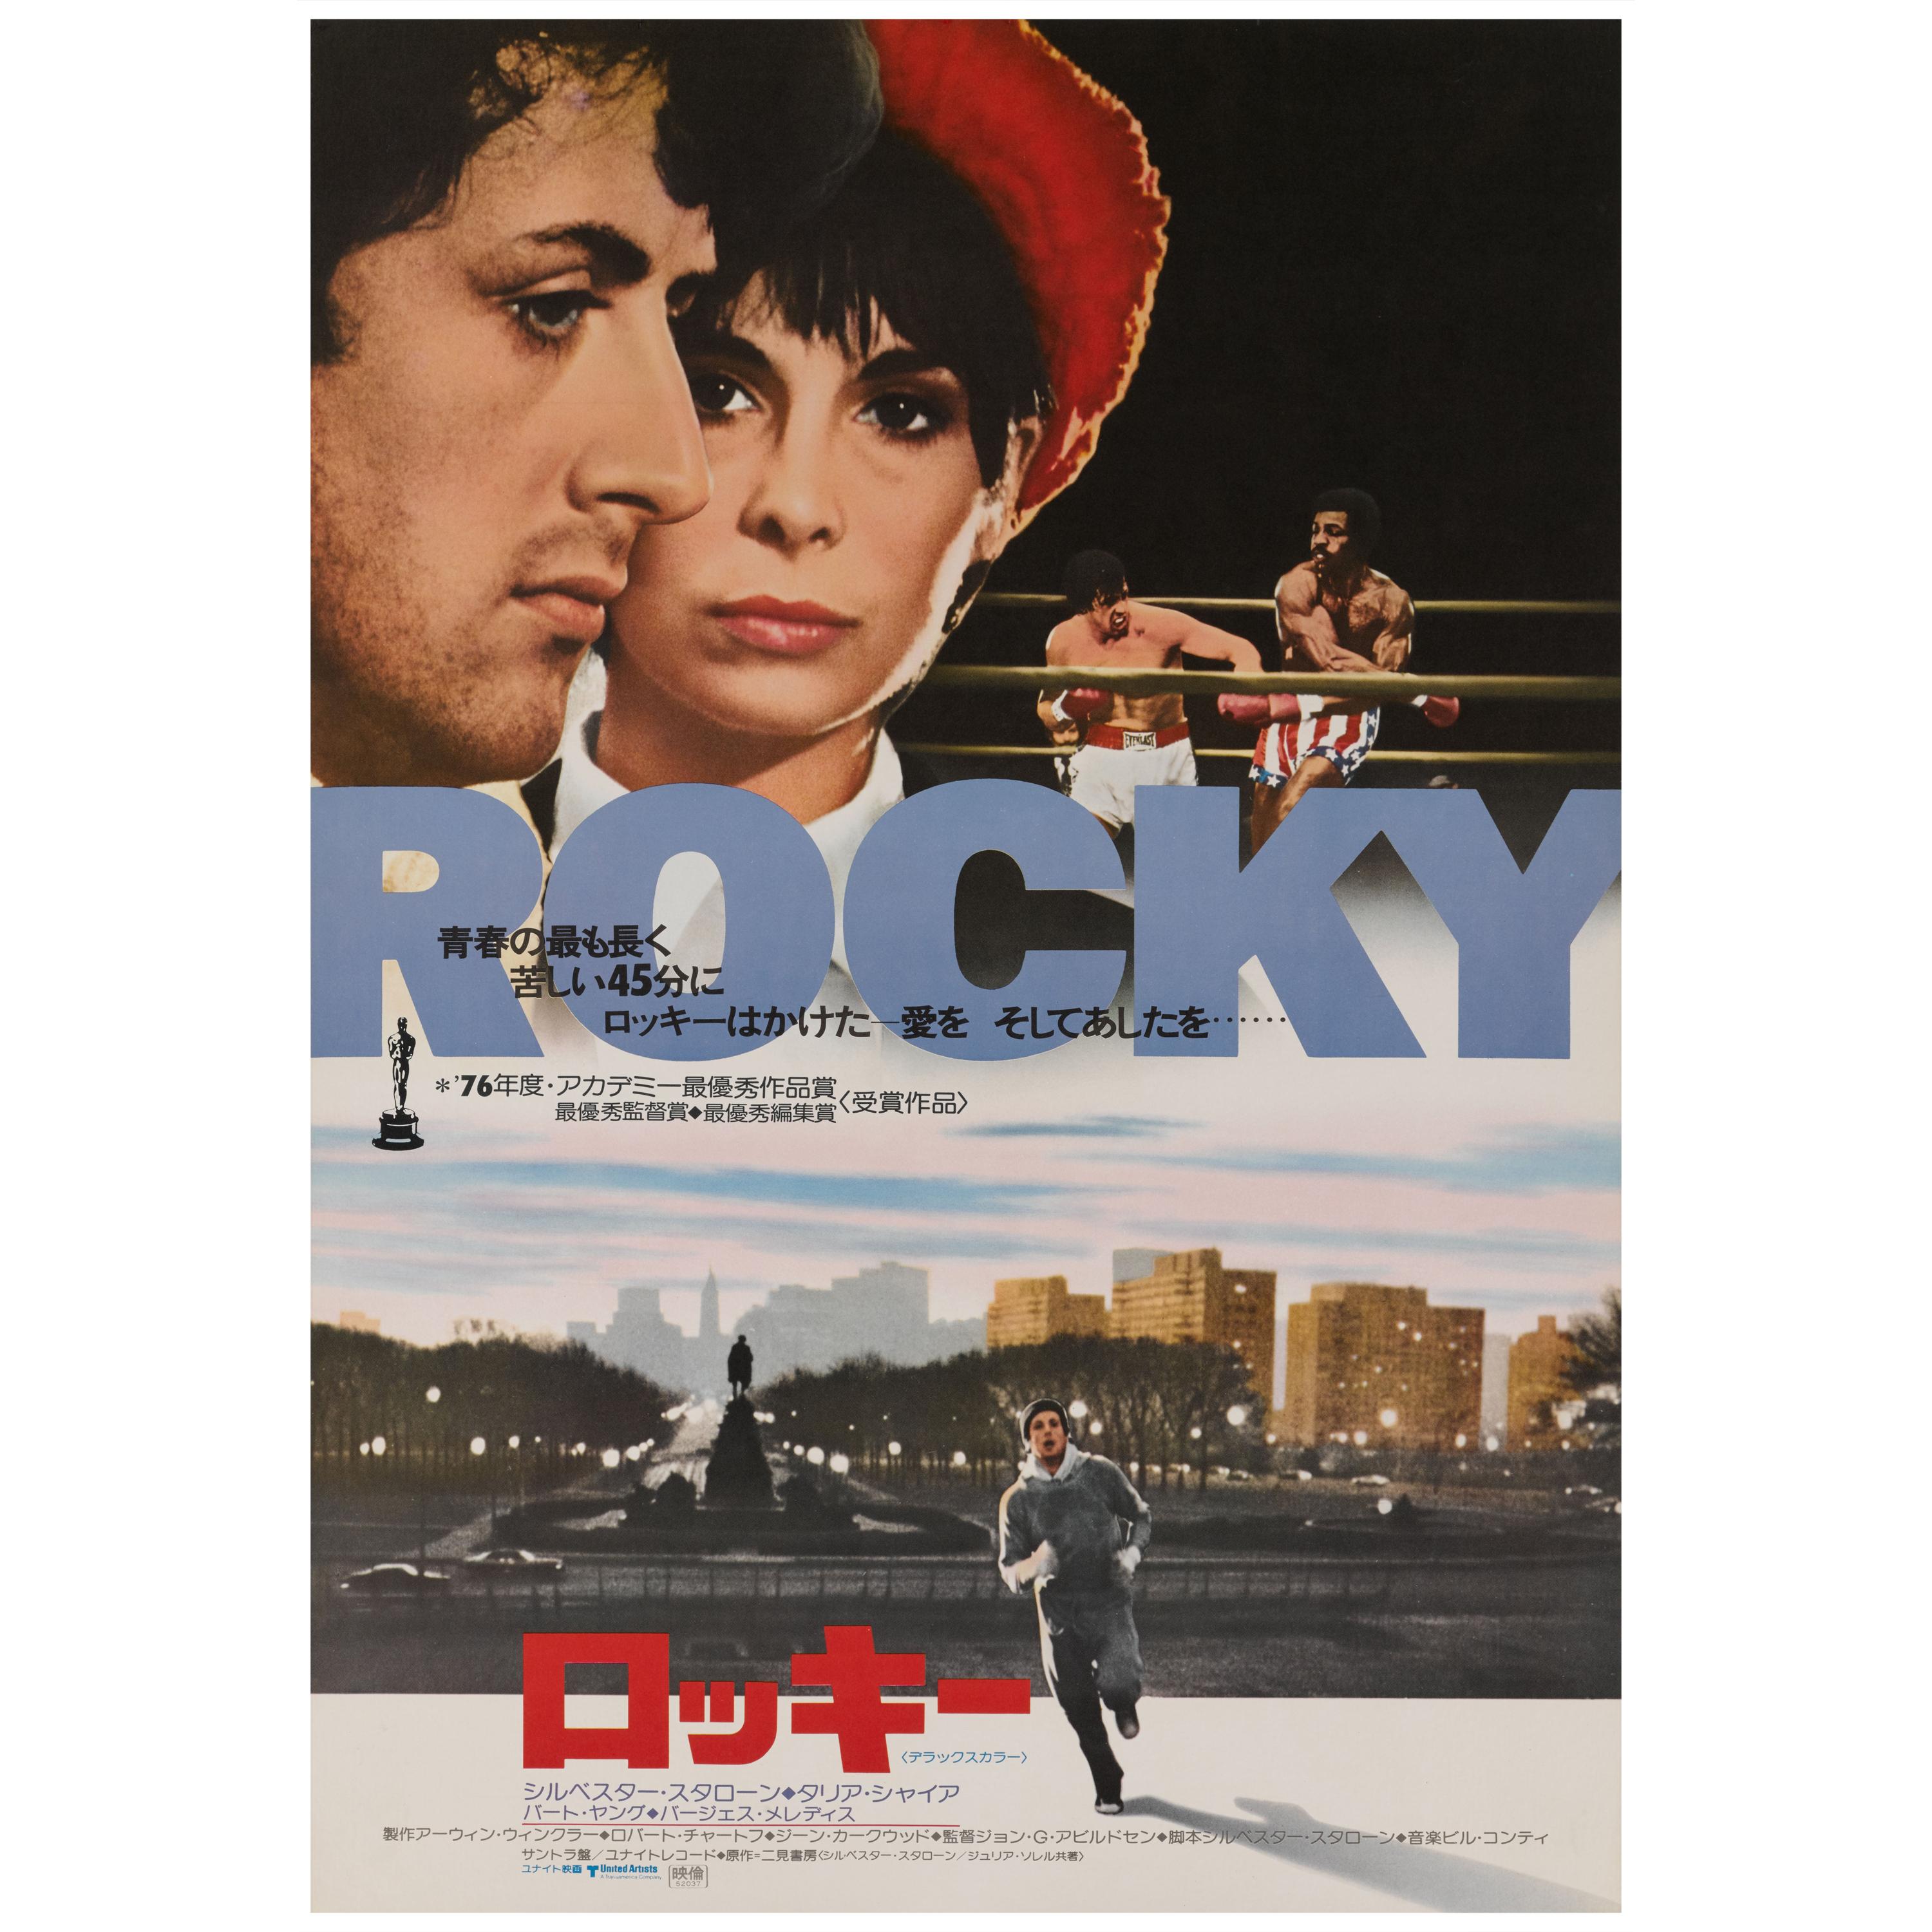 EVERLAST
ROCKY
青春の最も長く
苦しい45分に
ロッキーはかけた―愛を そしてあしたを……
*'76年度・アカデミー最優秀作品賞
最優秀監督賞◆最優秀編集賞〈受賞作品〉
ロッキー
〈デラックスカラー〉
シルベスター・スタローン◆タリア・シャイア
バート・ヤング◆バージェス・メレディス
製作アーウィン・ウィンクラー◆ロバート・チャートフ◆ジーン・カークウッド◆監督ジョン・G・アビルドセン◆脚本シルベスター・スタローン◆音楽ビル・コンティ
サントラ盤／ユナイトレコード◆原作=二見書房〈シルベスター・スタローン／ジュリア・ソレル共著〉
ユナイト映画 United Artists
A Transamerica Company
映倫
52037